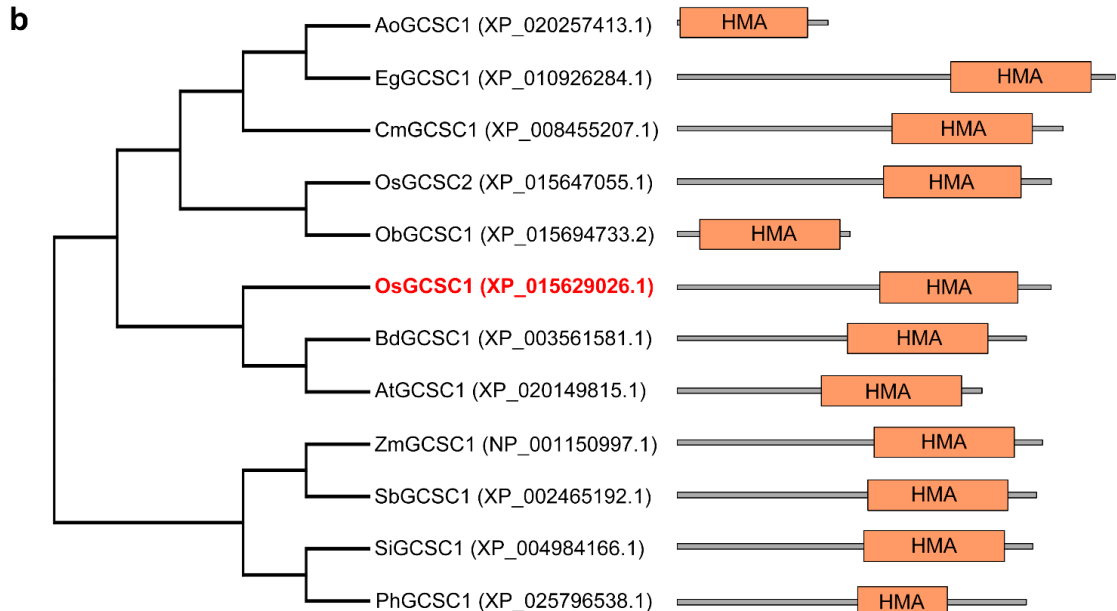 b
AoGCSC1 (XP_020257413.1) HMA
EgGCSC1 (XP_010926284.1) HMA
CmGCSC1 (XP_008455207.1) HMA
OsGCSC2 (XP_015647055.1) HMA
ObGCSC1 (XP_015694733.2) HMA
OsGCSC1 (XP_015629026.1) HMA
BdGCSC1 (XP_003561581.1) HMA
AtGCSC1 (XP_020149815.1) HMA
ZmGCSC1 (NP_001150997.1) HMA
SbGCSC1 (XP_002465192.1) HMA
SiGCSC1 (XP_004984166.1) HMA
PhGCSC1 (XP_025796538.1) HMA